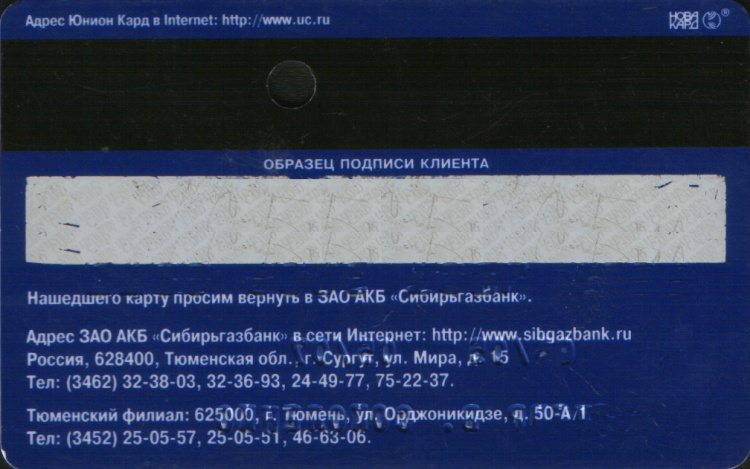 Адрес Юнион Кард в Internet: http://www.uc.ru
НОВА КАРД ®
ОБРАЗЕЦ ПОДПИСИ КЛИЕНТА
Нашедшего карту просим вернуть в ЗАО АКБ «Сибирьгазбанк».
Адрес ЗАО АКБ «Сибирьгазбанк» в сети Интернет: http://www.sibgazbank.ru
Россия, 628400, Тюменская обл., г. Сургут, ул. Мира, д. 15
Тел: (3462) 32-38-03, 32-36-93, 24-49-77, 75-22-37.
Тюменский филиал: 625000, г. Тюмень, ул. Орджоникидзе, д. 50-А/1
Тел: (3452) 25-05-57, 25-05-51, 46-63-06.